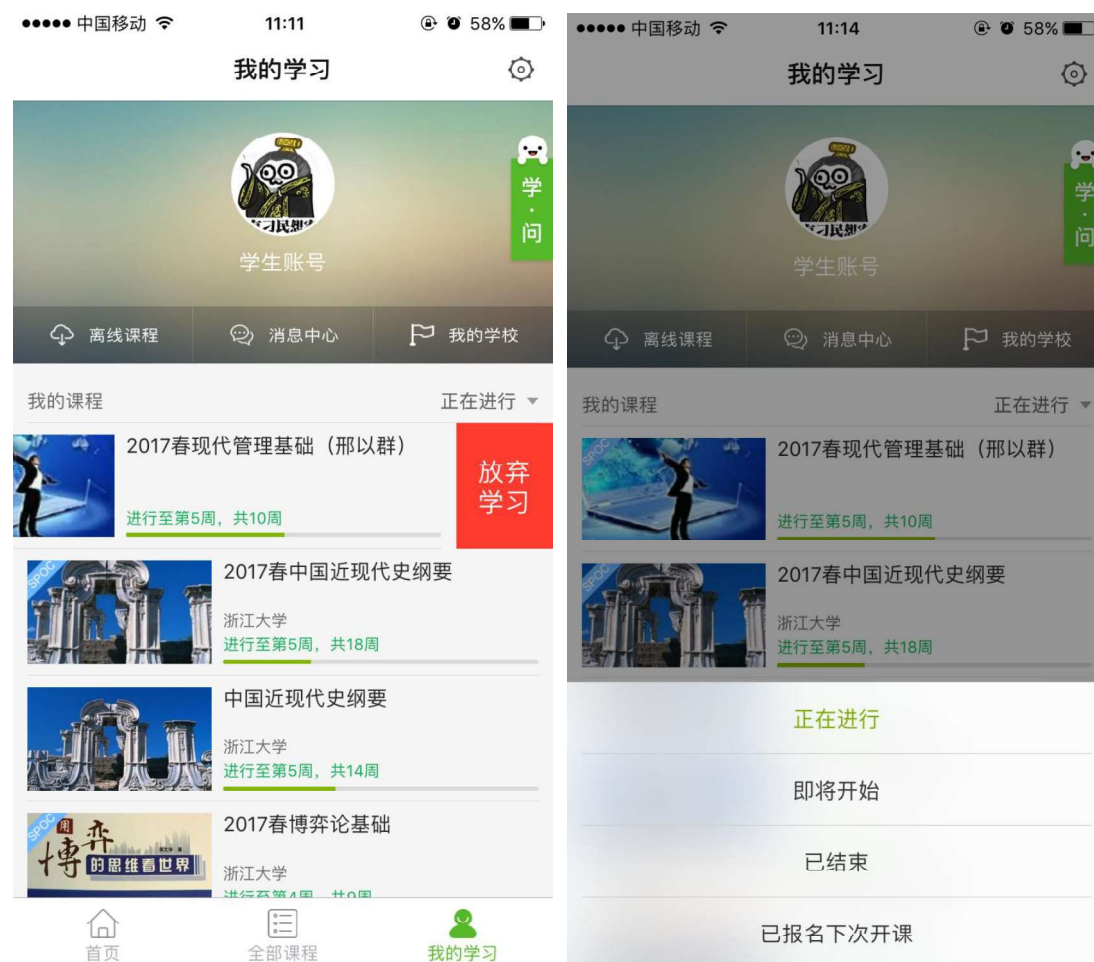 中国移动 11:11 58%
我的学习
学生账号
学·问
离线课程 消息中心 我的学校
我的课程 正在进行
2017春现代管理基础（邢以群）
进行至第5周，共10周
放弃
学习
SPOC
2017春中国近现代史纲要
浙江大学
进行至第5周，共18周
中国近现代史纲要
浙江大学
进行至第5周，共14周
SPOC
用
博弈
的思维看世界
2017春博弈论基础
浙江大学
进行至第4周，共9周
首页 全部课程 我的学习
中国移动 11:14 58%
我的学习
学生账号
学·问
离线课程 消息中心 我的学校
我的课程 正在进行
SPOC
2017春现代管理基础（邢以群）
进行至第5周，共10周
SPOC
2017春中国近现代史纲要
浙江大学
进行至第5周，共18周
正在进行
即将开始
已结束
已报名下次开课